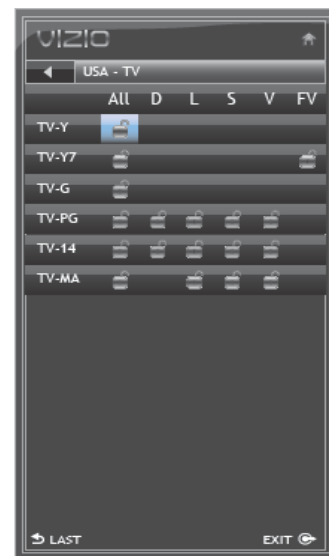 VIZIO
USA - TV
All D L S V FV
TV-Y
TV-Y7
TV-G
TV-PG
TV-14
TV-MA
LAST EXIT